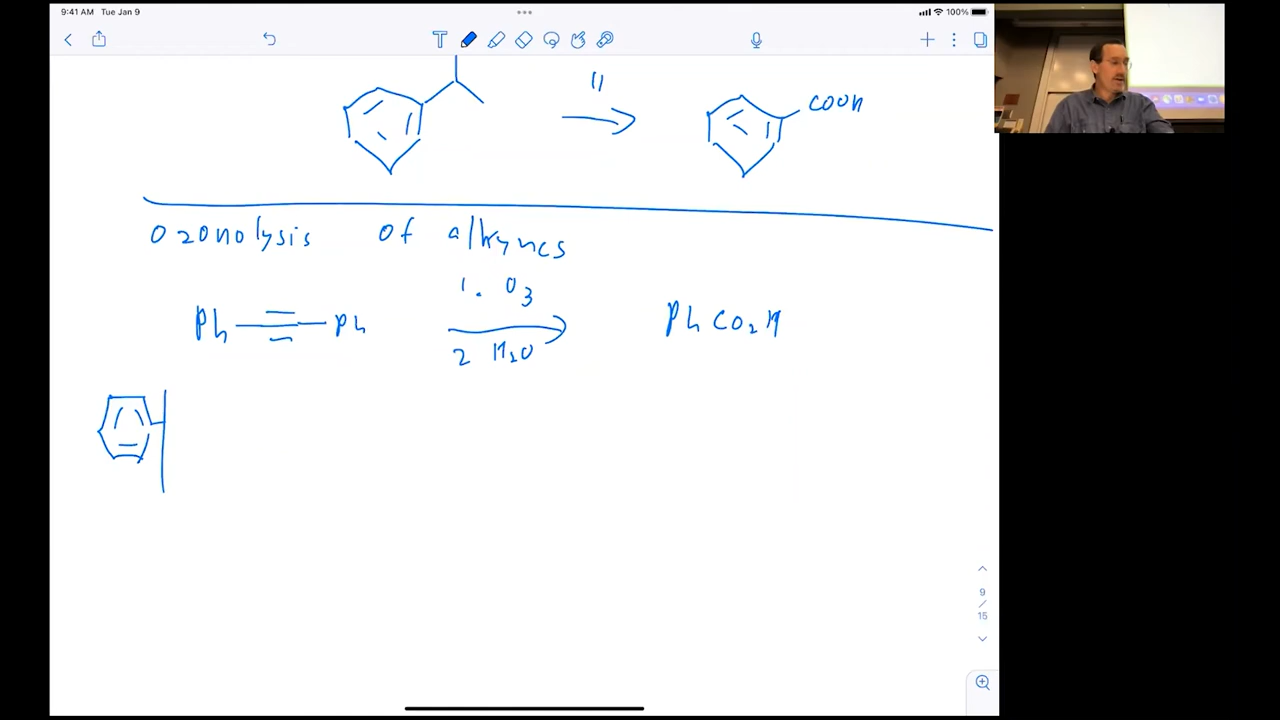 9:41 AM Tue Jan 9
100%
T
"
COOH
Ozonolysis of alkynes
1. O3
Ph Ph
PhCO2H
2 H2O
9
/
15